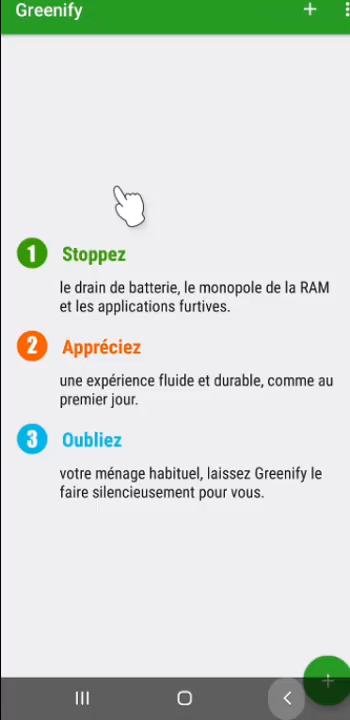 Greenify
1 Stoppez
le drain de batterie, le monopole de la RAM
et les applications furtives.
2 Appréciez
une expérience fluide et durable, comme au
premier jour.
3 Oubliez
votre ménage habituel, laissez Greenify le
faire silencieusement pour vous.